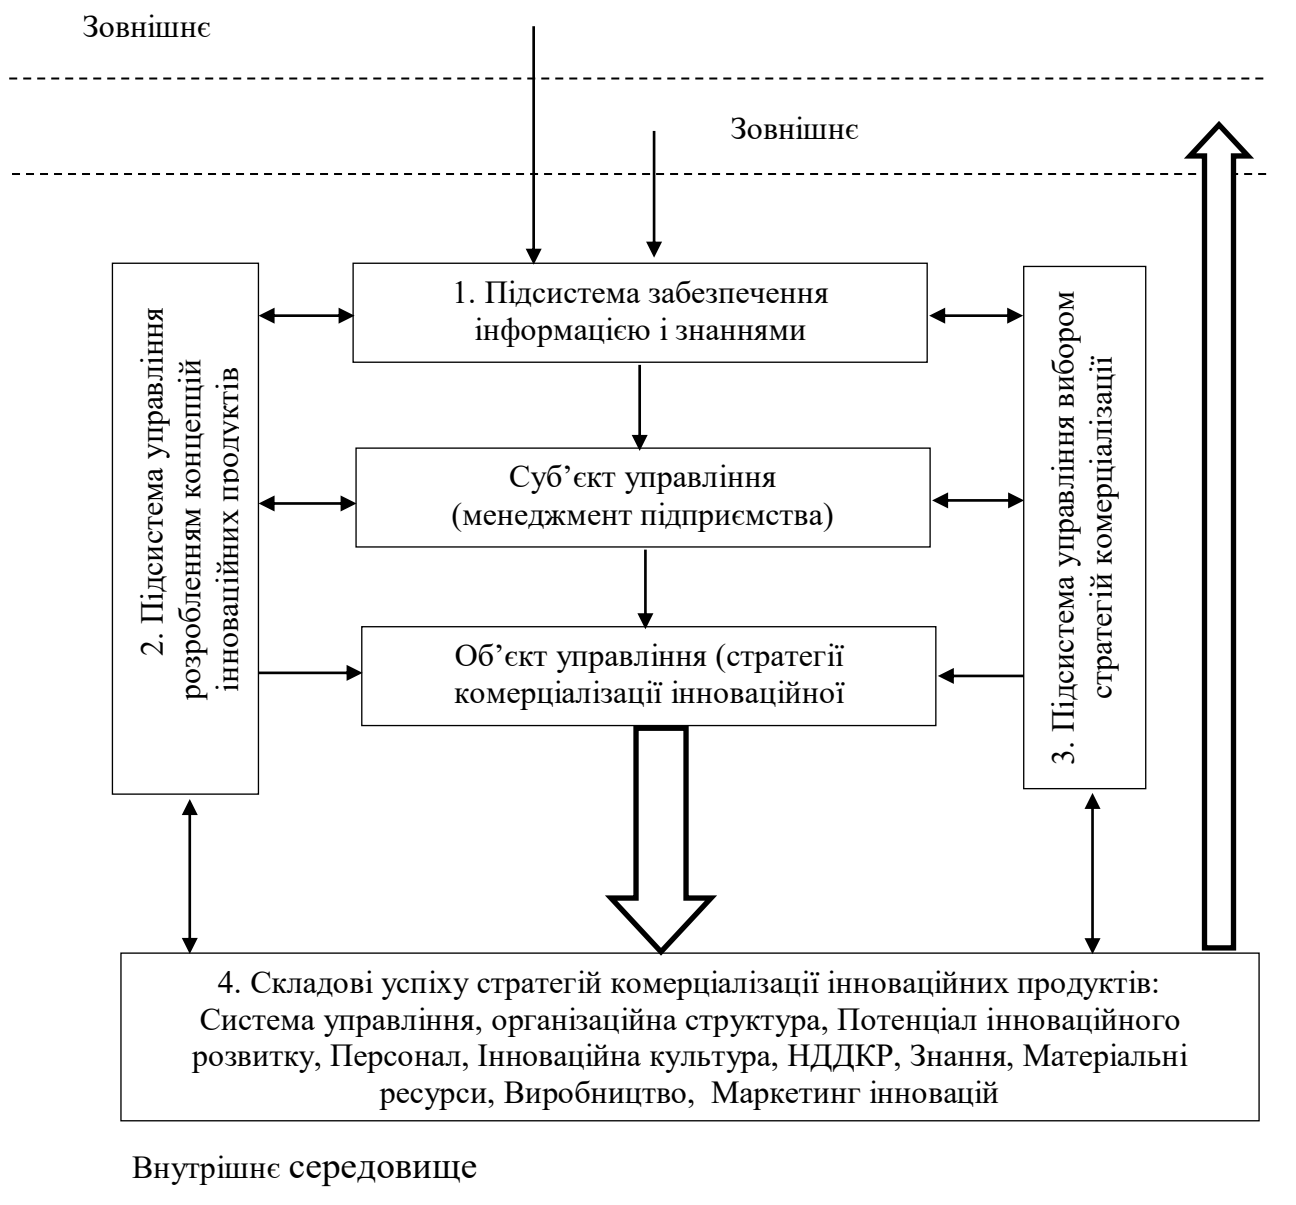 Зовнішнє
Зовнішнє
1. Підсистема забезпечення
інформацією і знаннями
2. Підсистема управління
розробленням концепцій
інноваційних продуктів
3. Підсистема управління вибором
стратегій комерціалізації
Суб’єкт управління
(менеджмент підприємства)
Об’єкт управління (стратегії
комерціалізації інноваційної
4. Складові успіху стратегій комерціалізації інноваційних продуктів:
Система управління, організаційна структура, Потенціал інноваційного
розвитку, Персонал, Інноваційна культура, НДДКР, Знання, Матеріальні
ресурси, Виробництво,  Маркетинг інновацій
Внутрішнє середовище